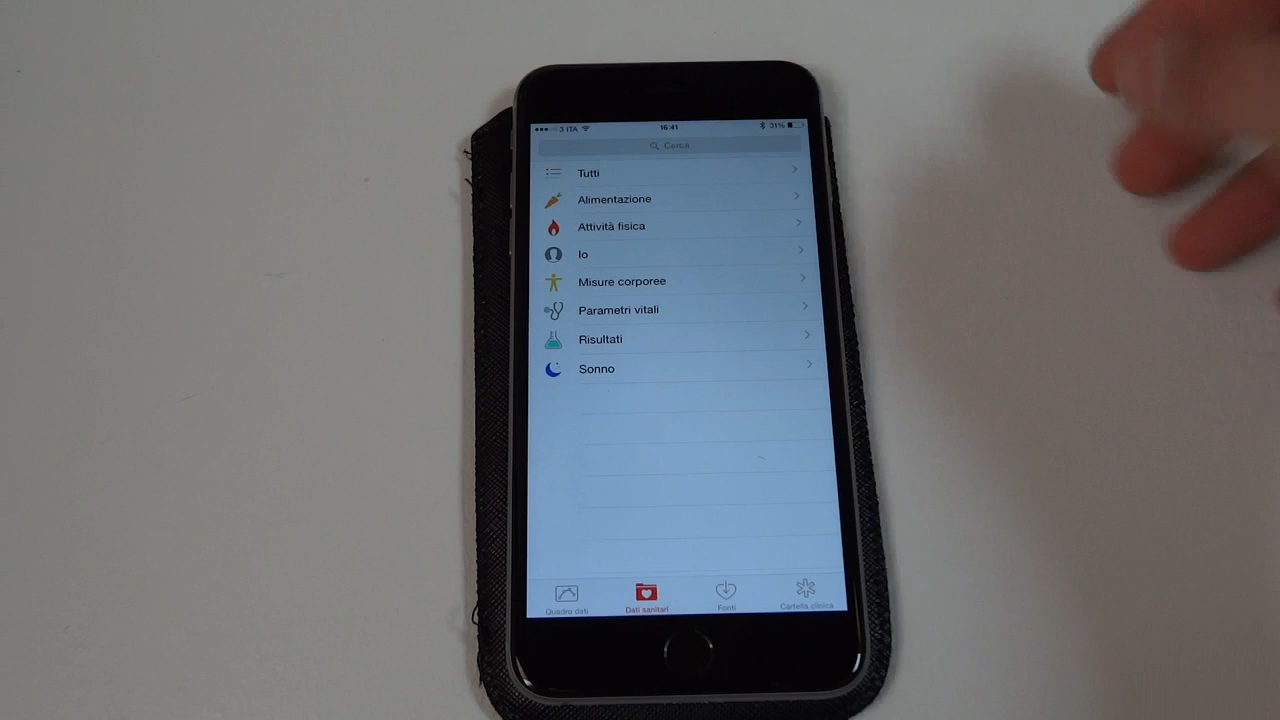 3 ITA 16:41 31%
Cerca
Tutti
Alimentazione
Attività fisica
Io
Misure corporee
Parametri vitali
Risultati
Sonno
Quadro dati Dati sanitari Fonti Cartella clinica